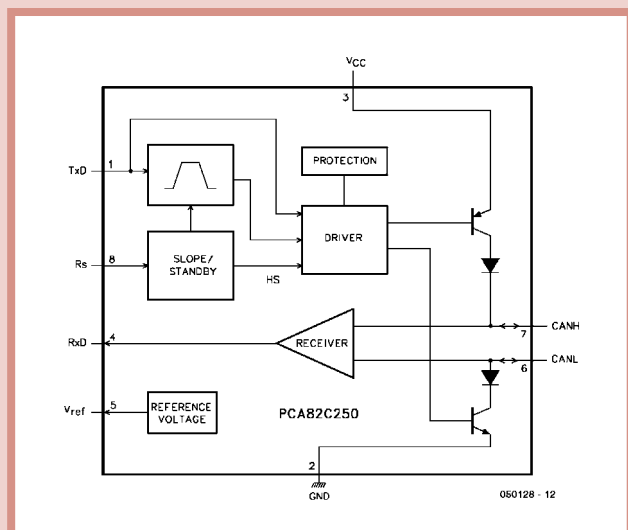 VCC
3
TxD 1
PROTECTION
DRIVER
Rs 8
SLOPE/
STANDBY
HS
RxD 4
RECEIVER
7 CANH
6 CANL
Vref 5
REFERENCE
VOLTAGE
PCA82C250
2
GND
050128 - 12